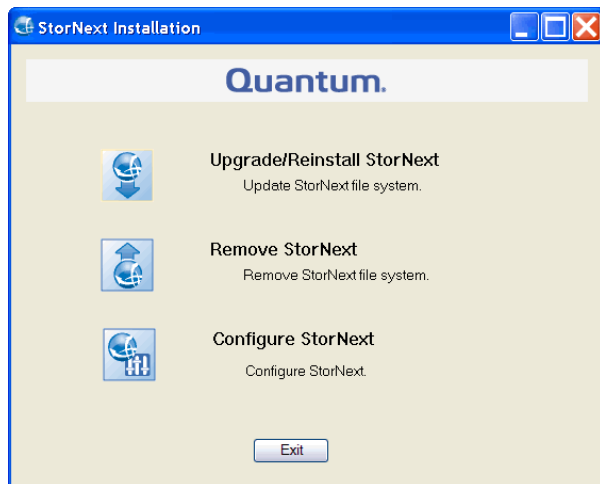 StorNext Installation
Quantum.
Upgrade/Reinstall StorNext
Update StorNext file system.
Remove StorNext
Remove StorNext file system.
Configure StorNext
Configure StorNext.
Exit